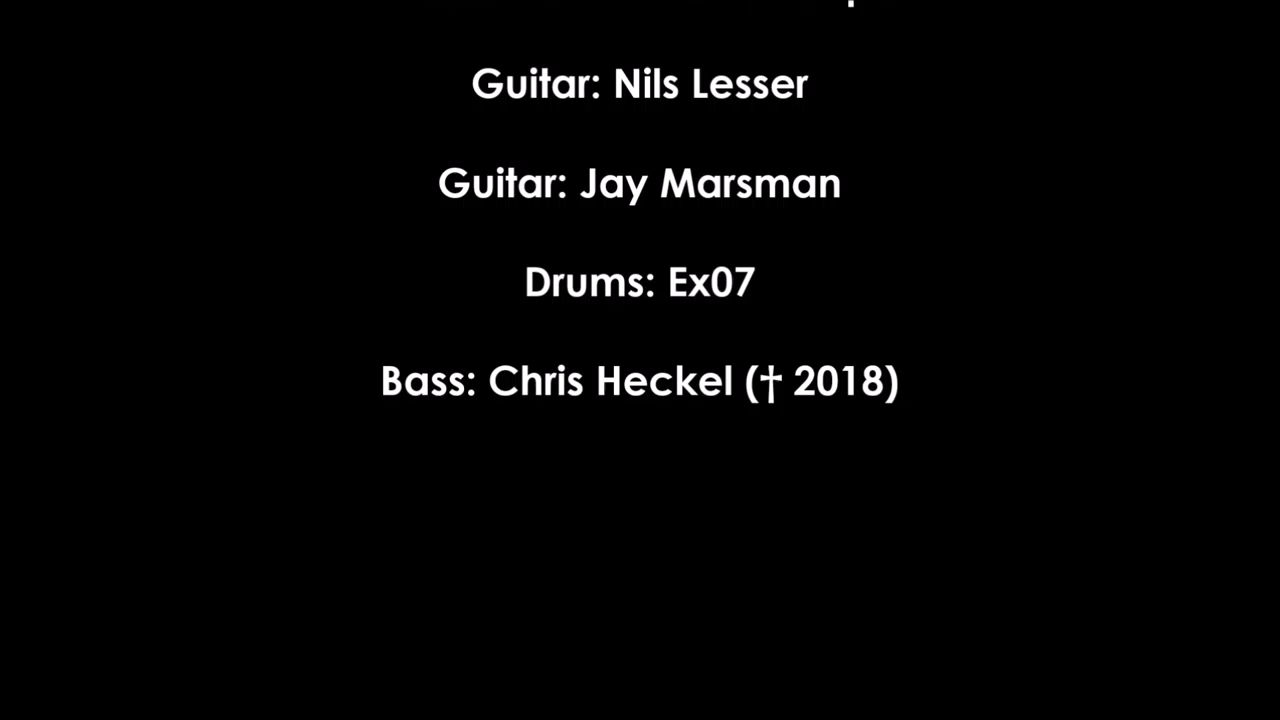 Guitar: Nils Lesser
Guitar: Jay Marsman
Drums: Ex07
Bass: Chris Heckel († 2018)